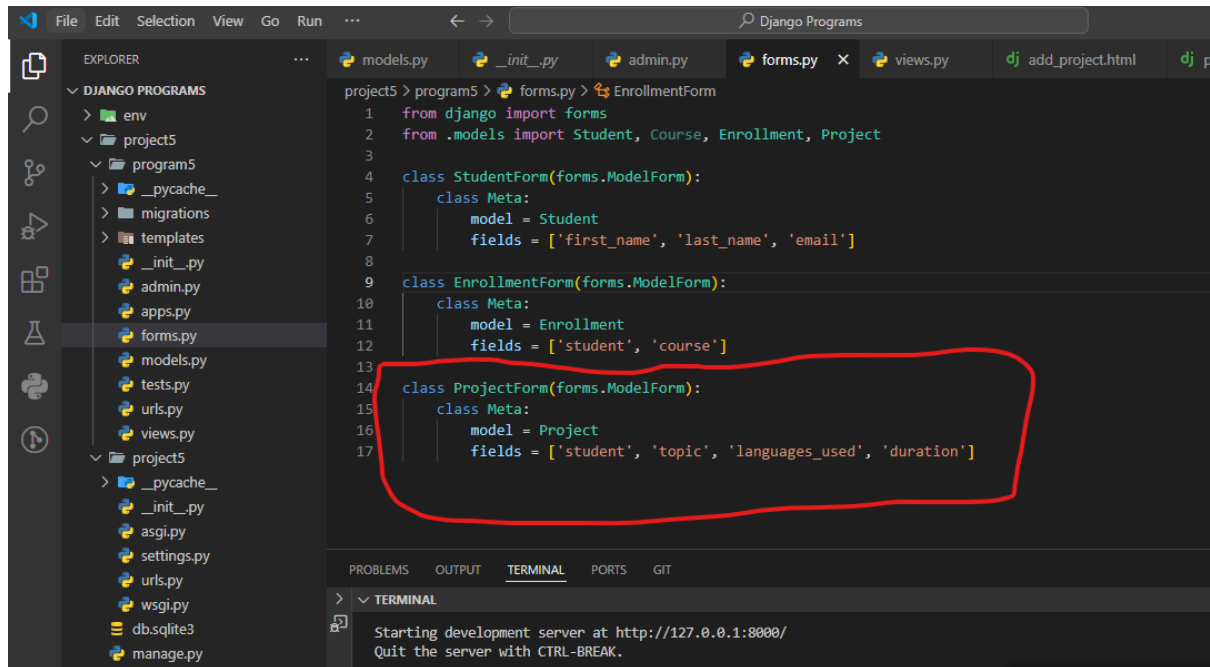 File Edit Selection View Go Run ... Django Programs
EXPLORER ...
DJANGO PROGRAMS
env
project5
program5
__pycache__
migrations
templates
__init__.py
admin.py
apps.py
forms.py
models.py
tests.py
urls.py
views.py
project5
__pycache__
__init__.py
asgi.py
settings.py
urls.py
wsgi.py
db.sqlite3
manage.py
models.py __init__.py admin.py forms.py views.py dj add_project.html dj
project5 > program5 > forms.py > EnrollmentForm
1 from django import forms
2 from .models import Student, Course, Enrollment, Project
3
4 class StudentForm(forms.ModelForm):
5 class Meta:
6 model = Student
7 fields = ['first_name', 'last_name', 'email']
8
9 class EnrollmentForm(forms.ModelForm):
10 class Meta:
11 model = Enrollment
12 fields = ['student', 'course']
13
14 class ProjectForm(forms.ModelForm):
15 class Meta:
16 model = Project
17 fields = ['student', 'topic', 'languages_used', 'duration']
PROBLEMS OUTPUT TERMINAL PORTS GIT
TERMINAL
Starting development server at http://127.0.0.1:8000/
Quit the server with CTRL-BREAK.